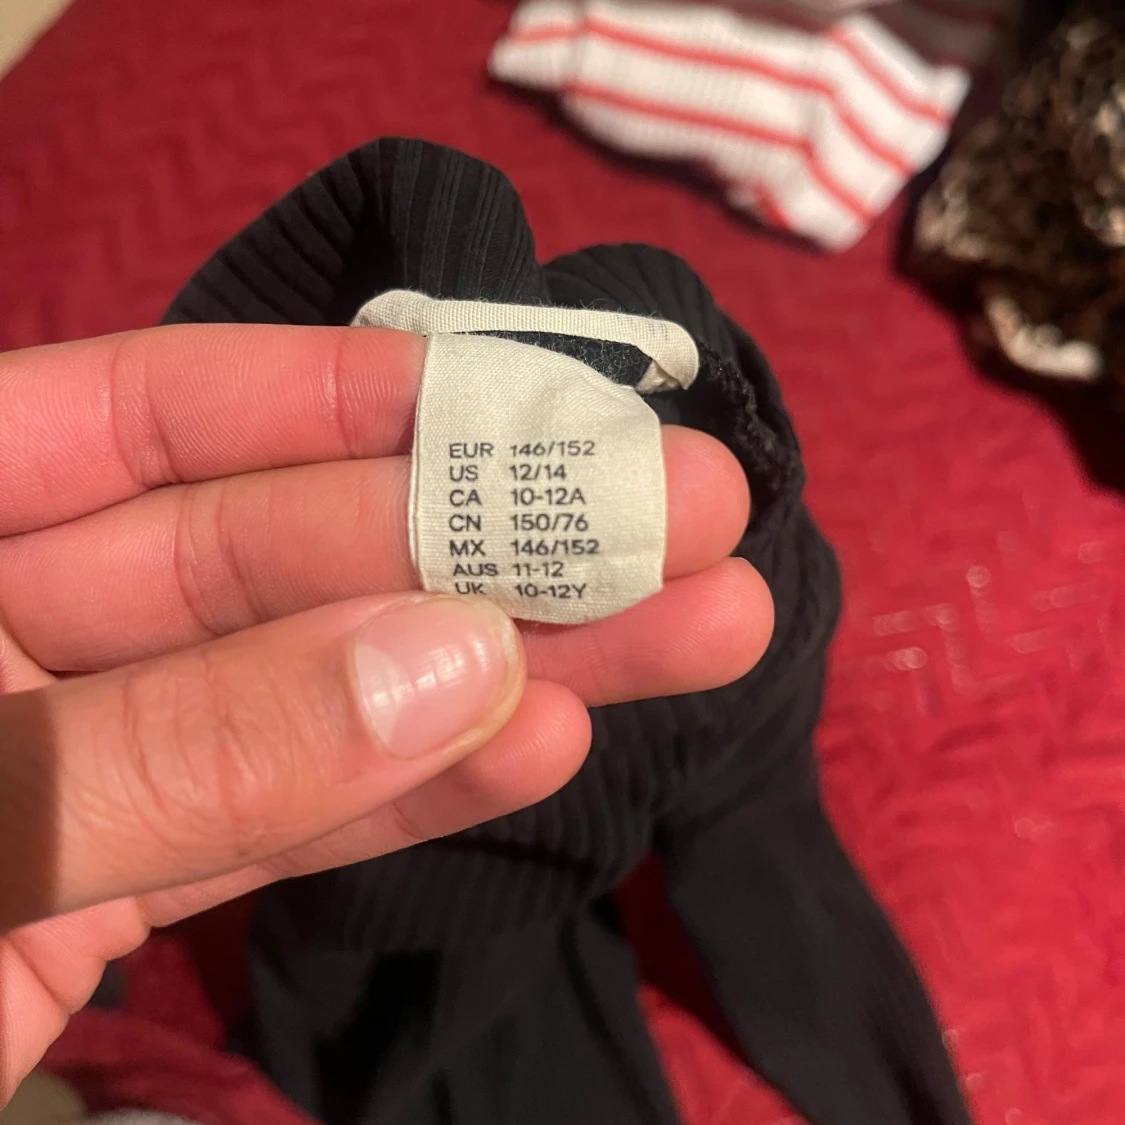 EUR 146/152
US 12/14
CA 10-12A
CN 150/76
MX 146/152
AUS 11-12
UK 10-12Y